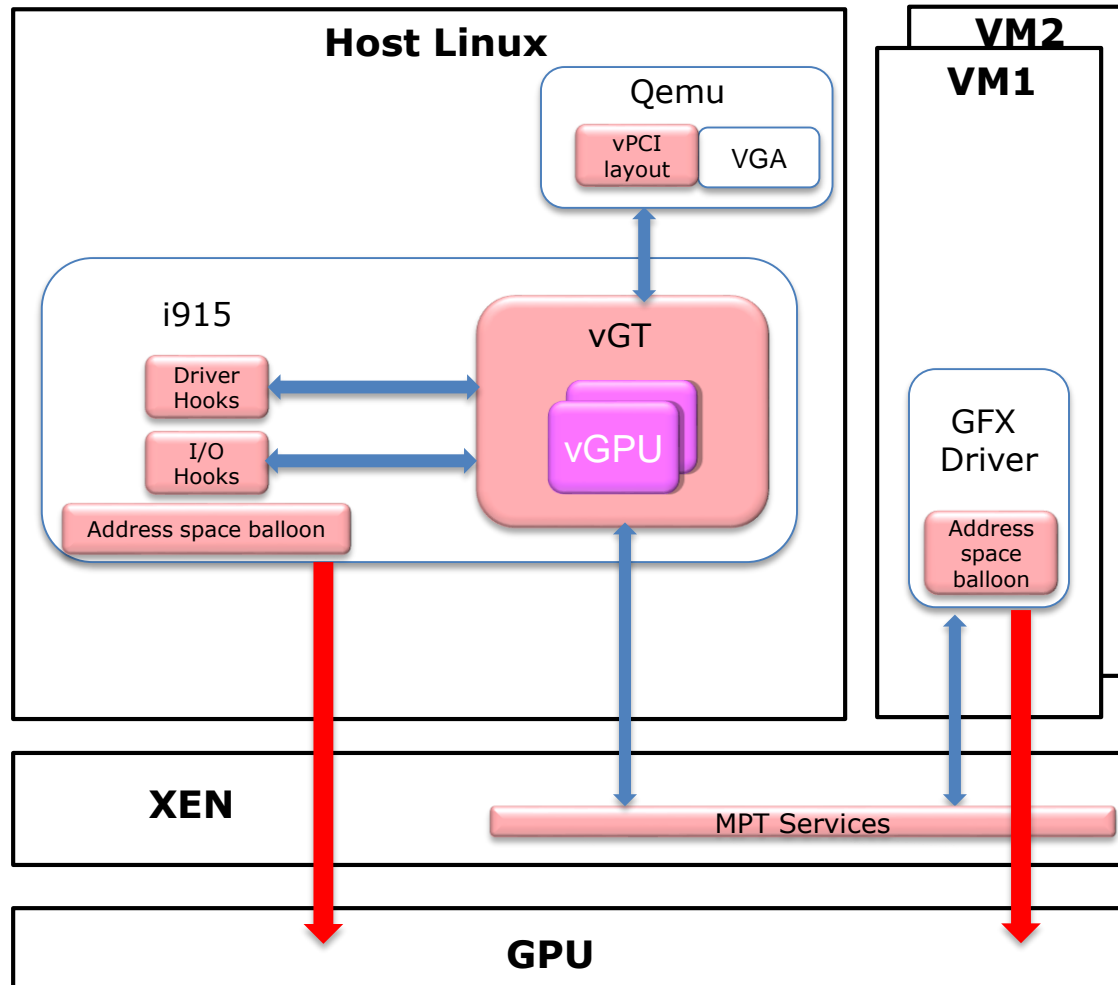 Host Linux
VM2
VM1
Qemu
vPCI
layout
VGA
i915
vGT
Driver
Hooks
I/O
Hooks
vGPU
Address space balloon
GFX
Driver
Address
space
balloon
XEN
MPT Services
GPU